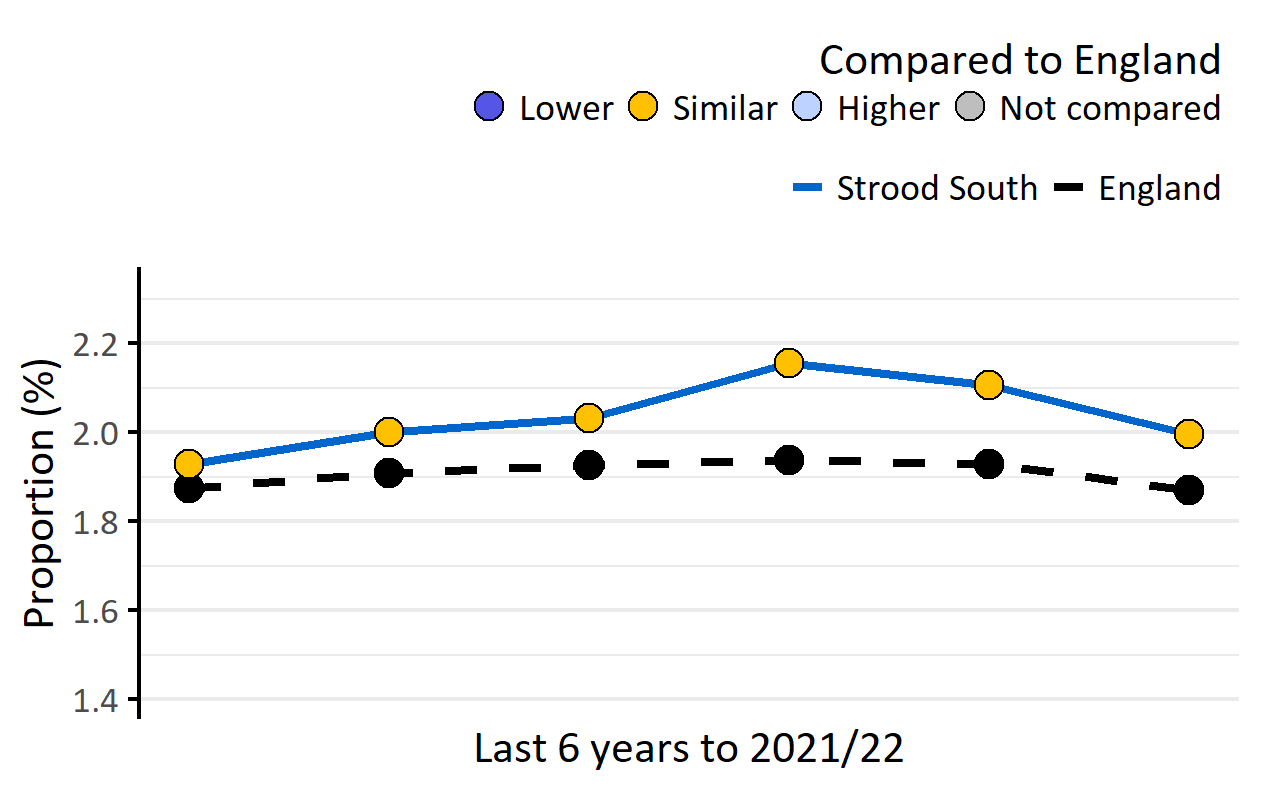 Compared to England
Lower Similar Higher Not compared
Strood South England
Proportion (%)
2.2
2.0
1.8
1.6
1.4
Last 6 years to 2021/22